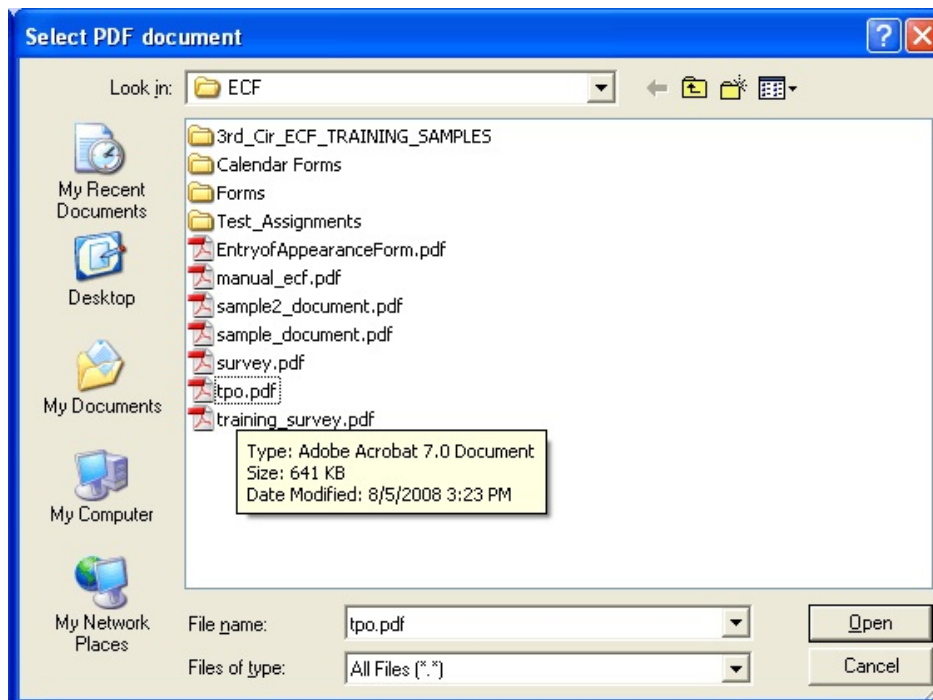 Select PDF document
Look in: ECF
3rd_Cir_ECF_TRAINING_SAMPLES
Calendar Forms
Forms
Test_Assignments
EntryofAppearanceForm.pdf
manual_ecf.pdf
sample2_document.pdf
sample_document.pdf
survey.pdf
tpo.pdf
training_survey.pdf
Type: Adobe Acrobat 7.0 Document
Size: 641 KB
Date Modified: 8/5/2008 3:23 PM
My Recent
Documents
Desktop
My Documents
My Computer
My Network
Places
File name: tpo.pdf
Open
Files of type: All Files (*.*)
Cancel